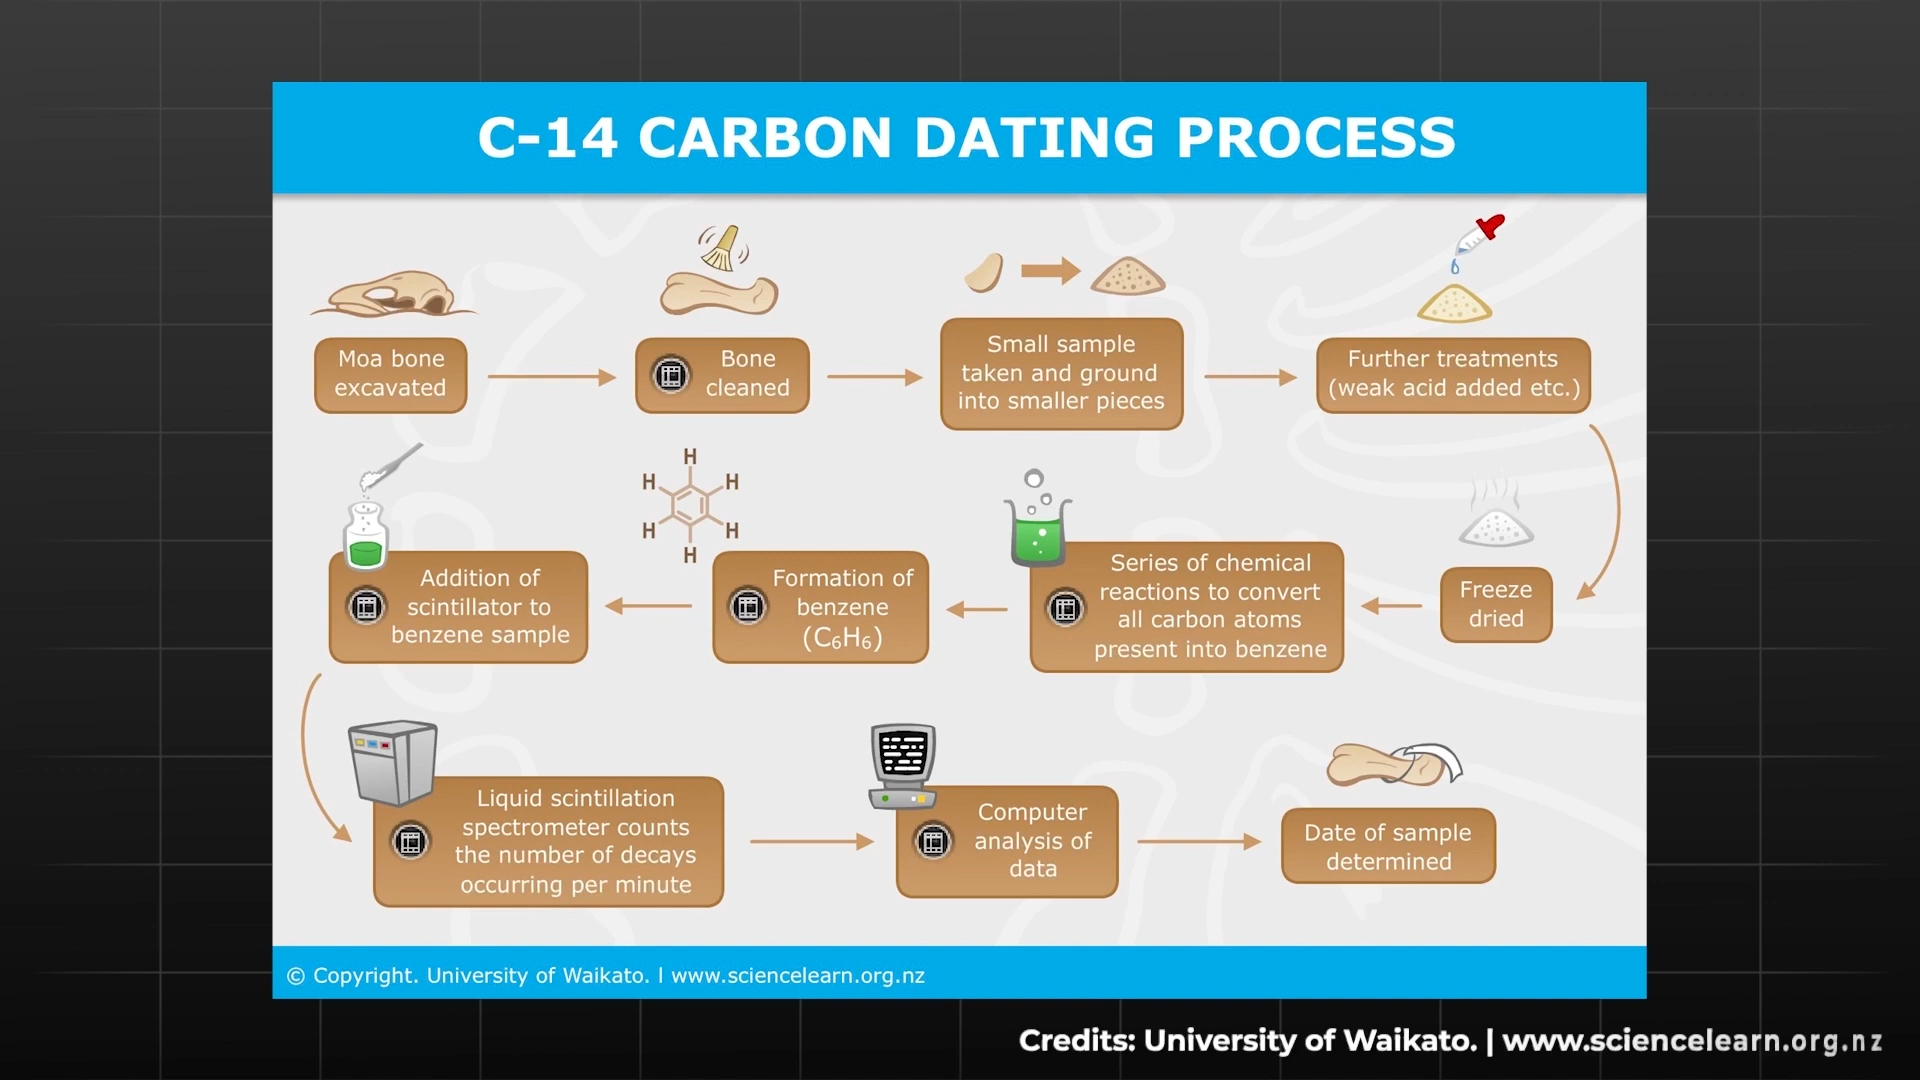 C-14 CARBON DATING PROCESS
Moa bone
excavated
Bone
cleaned
Small sample
taken and ground
into smaller pieces
Further treatments
(weak acid added etc.)
Freeze
dried
Series of chemical
reactions to convert
all carbon atoms
present into benzene
H
H
H
H
H
H
Formation of
benzene
(C₆H₆)
Addition of
scintillator to
benzene sample
Liquid scintillation
spectrometer counts
the number of decays
occurring per minute
Computer
analysis of
data
Date of sample
determined
© Copyright. University of Waikato. | www.sciencelearn.org.nz
Credits: University of Waikato. | www.sciencelearn.org.nz